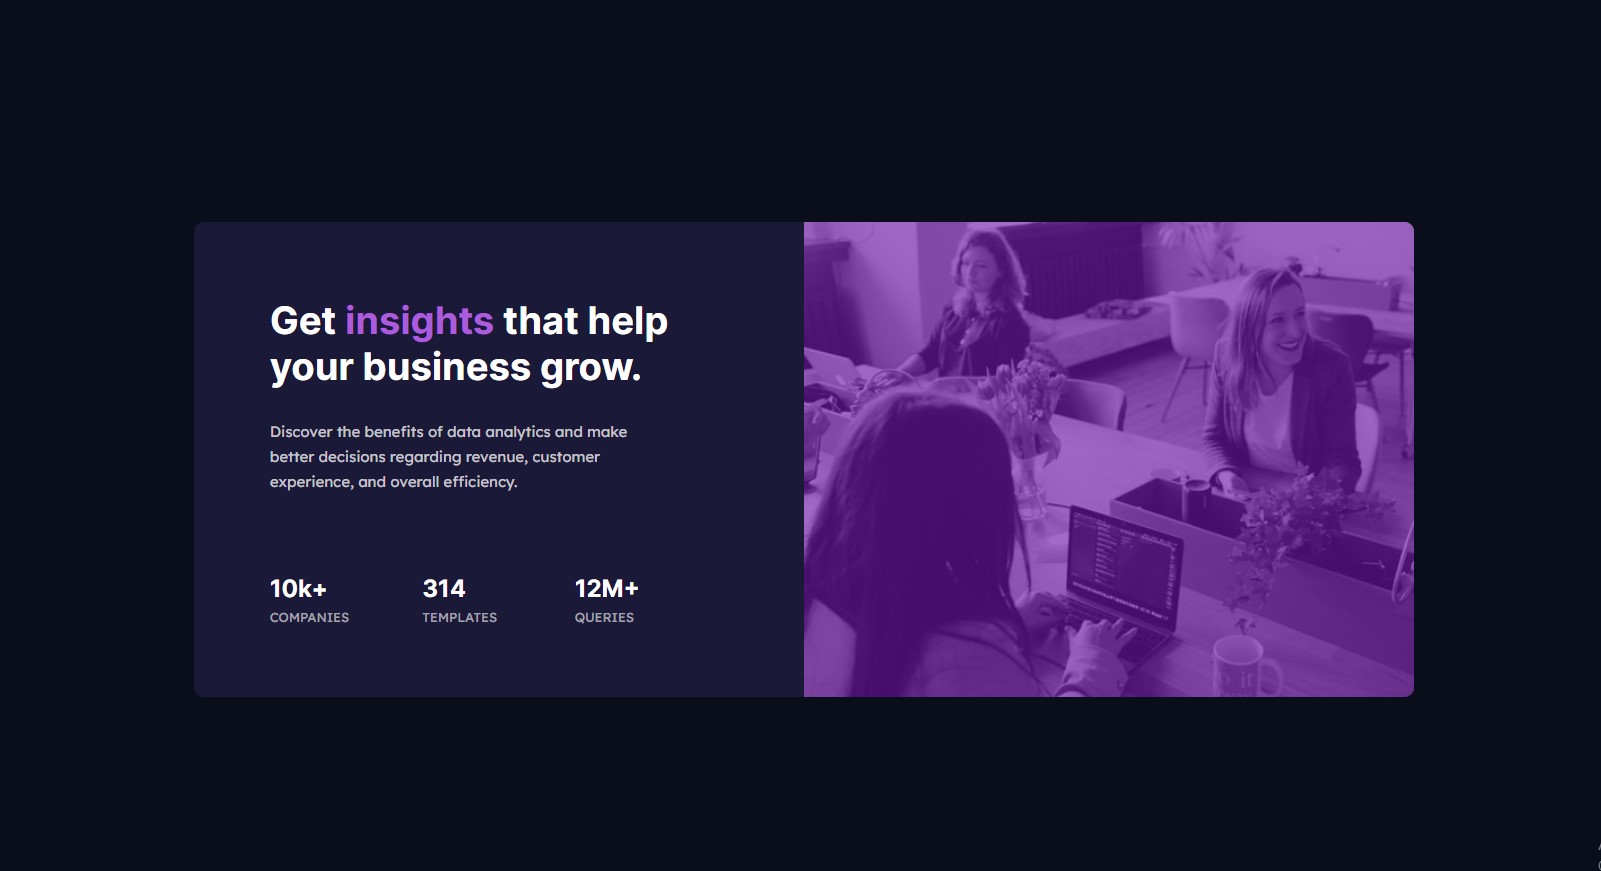 Get insights that help
your business grow.
Discover the benefits of data analytics and make
better decisions regarding revenue, customer
experience, and overall efficiency.
10k+ 314 12M+
COMPANIES TEMPLATES QUERIES